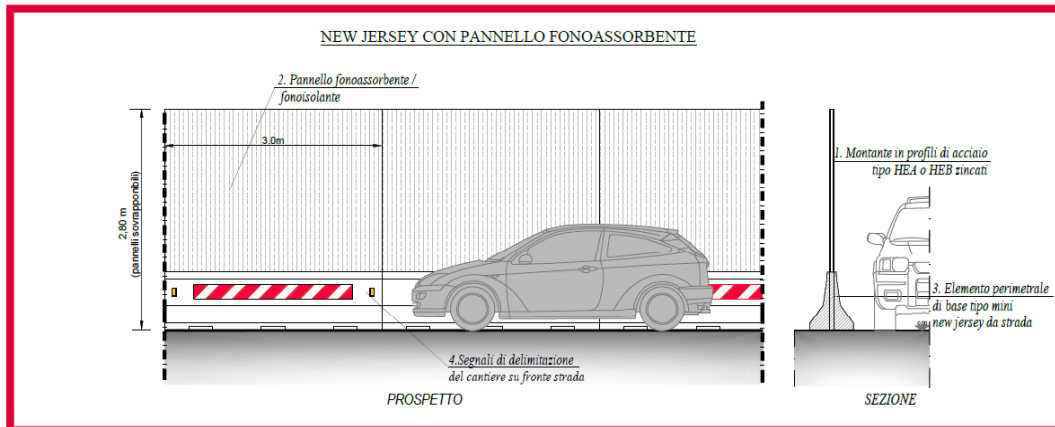 NEW JERSEY CON PANNELLO FONOASSORBENTE
2. Pannello fonoassorbente /
fonoisolante
3.0m
2,80 m
(pannelli sovrapponibili)
1. Montante in profili di acciaio
tipo HEA o HEB zincati
3. Elemento perimetrale
di base tipo mini
new jersey da strada
4.Segnali di delimitazione
del cantiere su fronte strada
PROSPETTO
SEZIONE